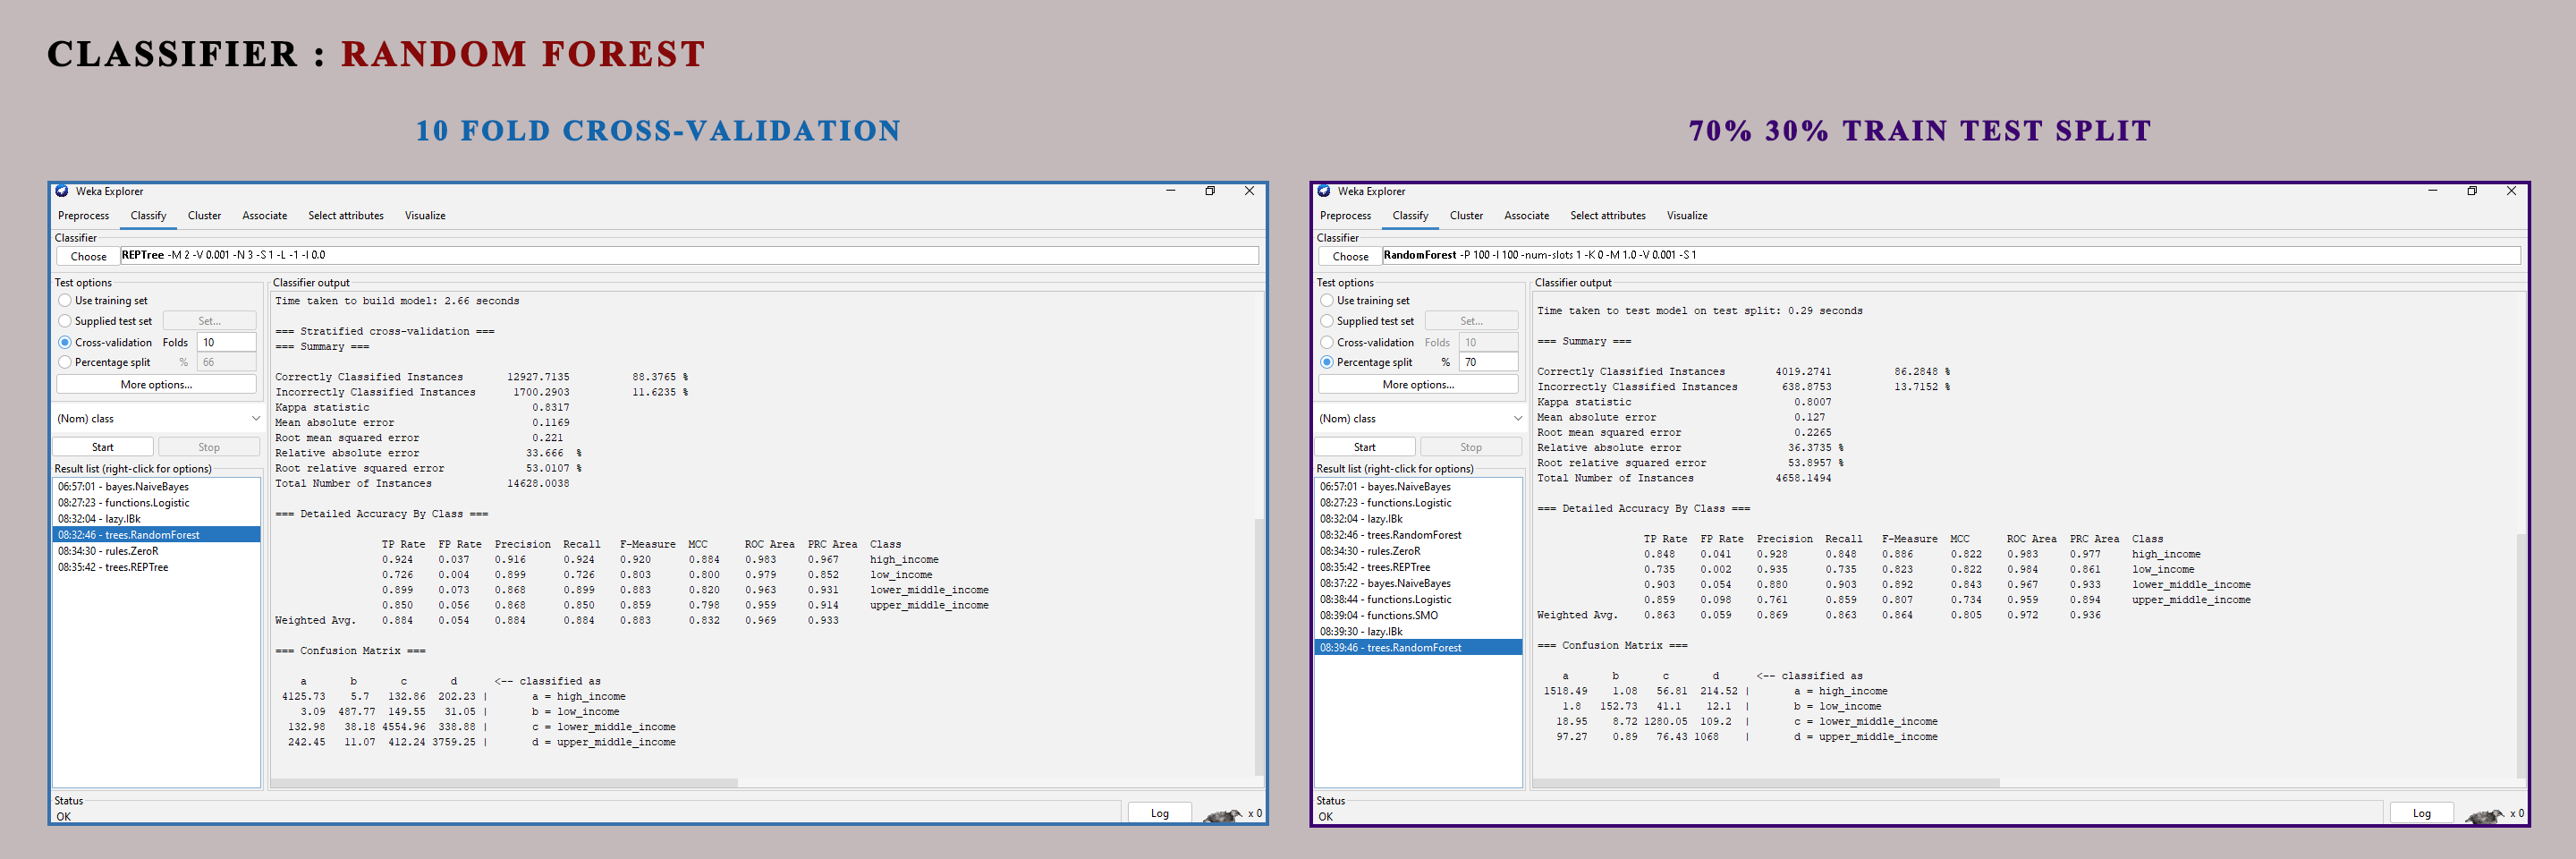 CLASSIFIER : RANDOM FOREST
10 FOLD CROSS-VALIDATION
Weka Explorer
Preprocess Classify Cluster Associate Select attributes Visualize
Classifier
Choose REPTree -M 2 -V 0.001 -N 3 -S 1 -L -1 -I 0.0
Test options
Use training set
Supplied test set Set...
Cross-validation Folds 10
Percentage split % 66
More options...
(Nom) class
Start Stop
Result list (right-click for options)
06:57:01 - bayes.NaiveBayes
08:27:23 - functions.Logistic
08:32:04 - lazy.IBk
08:32:46 - trees.RandomForest
08:34:30 - rules.ZeroR
08:35:42 - trees.REPTree
Classifier output
Time taken to build model: 2.66 seconds
=== Stratified cross-validation ===
=== Summary ===
Correctly Classified Instances 12927.7135 88.3765 %
Incorrectly Classified Instances 1700.2903 11.6235 %
Kappa statistic 0.8317
Mean absolute error 0.1169
Root mean squared error 0.221
Relative absolute error 33.666 %
Root relative squared error 53.0107 %
Total Number of Instances 14628.0038
=== Detailed Accuracy By Class ===
TP Rate FP Rate Precision Recall F-Measure MCC ROC Area PRC Area Class
0.924 0.037 0.916 0.924 0.920 0.884 0.983 0.967 high_income
0.726 0.004 0.899 0.726 0.803 0.800 0.979 0.852 low_income
0.899 0.073 0.868 0.899 0.883 0.820 0.963 0.931 lower_middle_income
0.850 0.056 0.868 0.850 0.859 0.798 0.959 0.914 upper_middle_income
Weighted Avg. 0.884 0.054 0.884 0.884 0.883 0.832 0.969 0.933
=== Confusion Matrix ===
a b c d <-- classified as
4125.73 5.7 132.86 202.23 | a = high_income
3.09 487.77 149.55 31.05 | b = low_income
132.98 38.18 4554.96 338.88 | c = lower_middle_income
242.45 11.07 412.24 3759.25 | d = upper_middle_income
Status
OK
Log x 0
70% 30% TRAIN TEST SPLIT
Weka Explorer
Preprocess Classify Cluster Associate Select attributes Visualize
Classifier
Choose RandomForest -P 100 -I 100 -num-slots 1 -K 0 -M 1.0 -V 0.001 -S 1
Test options
Use training set
Supplied test set Set...
Cross-validation Folds 10
Percentage split % 70
More options...
(Nom) class
Start Stop
Result list (right-click for options)
06:57:01 - bayes.NaiveBayes
08:27:23 - functions.Logistic
08:32:04 - lazy.IBk
08:32:46 - trees.RandomForest
08:34:30 - rules.ZeroR
08:35:42 - trees.REPTree
08:37:22 - bayes.NaiveBayes
08:38:44 - functions.Logistic
08:39:04 - functions.SMO
08:39:30 - lazy.IBk
08:39:46 - trees.RandomForest
Classifier output
Time taken to test model on test split: 0.29 seconds
=== Summary ===
Correctly Classified Instances 4019.2741 86.2848 %
Incorrectly Classified Instances 638.8753 13.7152 %
Kappa statistic 0.8007
Mean absolute error 0.127
Root mean squared error 0.2265
Relative absolute error 36.3735 %
Root relative squared error 53.8957 %
Total Number of Instances 4658.1494
=== Detailed Accuracy By Class ===
TP Rate FP Rate Precision Recall F-Measure MCC ROC Area PRC Area Class
0.848 0.041 0.928 0.848 0.886 0.822 0.983 0.977 high_income
0.735 0.002 0.935 0.735 0.823 0.822 0.984 0.861 low_income
0.903 0.054 0.880 0.903 0.892 0.843 0.967 0.933 lower_middle_income
0.859 0.098 0.761 0.859 0.807 0.734 0.959 0.894 upper_middle_income
Weighted Avg. 0.863 0.059 0.869 0.863 0.864 0.805 0.972 0.936
=== Confusion Matrix ===
a b c d <-- classified as
1518.49 1.08 56.81 214.52 | a = high_income
1.8 152.73 41.1 12.1 | b = low_income
18.95 8.72 1280.05 109.2 | c = lower_middle_income
97.27 0.89 76.43 1068 | d = upper_middle_income
Status
OK
Log x 0